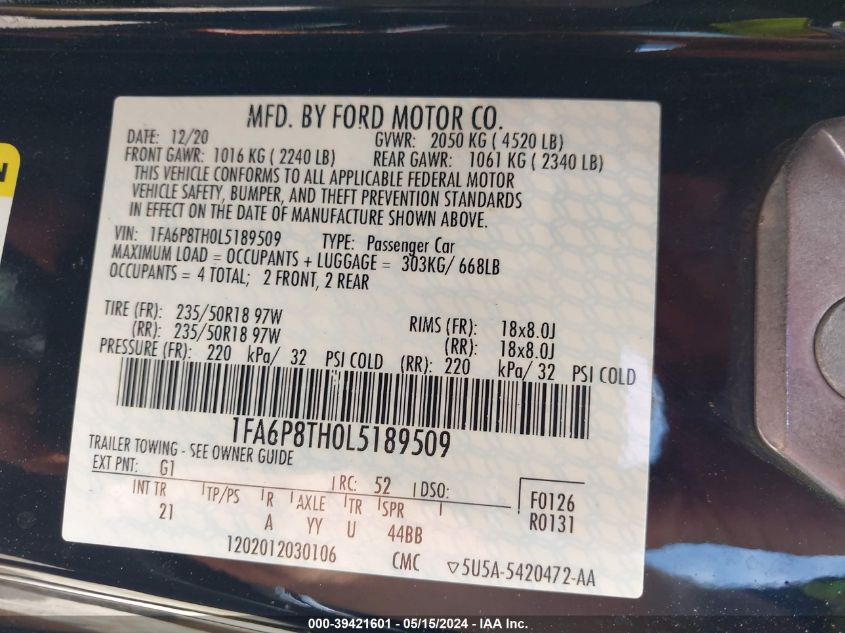 MFD. BY FORD MOTOR CO.
DATE: 12/20 GVWR: 2050 KG ( 4520 LB)
FRONT GAWR: 1016 KG ( 2240 LB) REAR GAWR: 1061 KG ( 2340 LB)
THIS VEHICLE CONFORMS TO ALL APPLICABLE FEDERAL MOTOR
VEHICLE SAFETY, BUMPER, AND THEFT PREVENTION STANDARDS
IN EFFECT ON THE DATE OF MANUFACTURE SHOWN ABOVE.
VIN: 1FA6P8TH0L5189509 TYPE: Passenger Car
MAXIMUM LOAD = OCCUPANTS + LUGGAGE = 303KG/ 668LB
OCCUPANTS = 4 TOTAL; 2 FRONT, 2 REAR
TIRE (FR): 235/50R18 97W RIMS (FR): 18x8.0J
(RR): 235/50R18 97W (RR): 18x8.0J
PRESSURE (FR): 220 kPa/ 32 PSI COLD (RR): 220 kPa/ 32 PSI COLD
1FA6P8TH0L5189509
TRAILER TOWING - SEE OWNER GUIDE
EXT PNT: G1 RC: 52 DSO: F0126
INT TR TP/PS R AXLE TR SPR R0131
21 A YY U 44BB
1202012030106 CMC ▽5U5A-5420472-AA
N
000-39421601 - 05/15/2024 - IAA Inc.